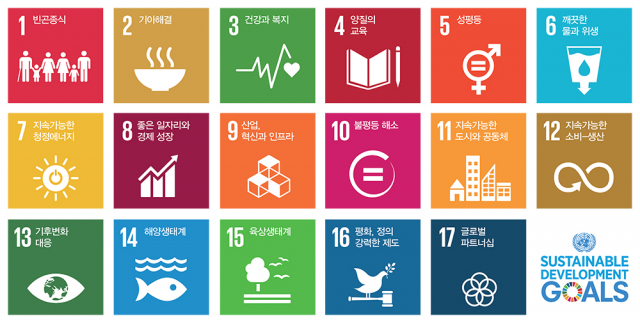 1 빈곤종식
2 기아해결
3 건강과 복지
4 양질의
교육
5 성평등
6 깨끗한
물과 위생
7 지속가능한
청정에너지
8 좋은 일자리와
경제 성장
9 산업,
혁신과 인프라
10 불평등 해소
11 지속가능한
도시와 공동체
12 지속가능한
소비-생산
13 기후변화
대응
14 해양생태계
15 육상생태계
16 평화, 정의
강력한 제도
17 글로벌
파트너십
SUSTAINABLE
DEVELOPMENT
GOALS